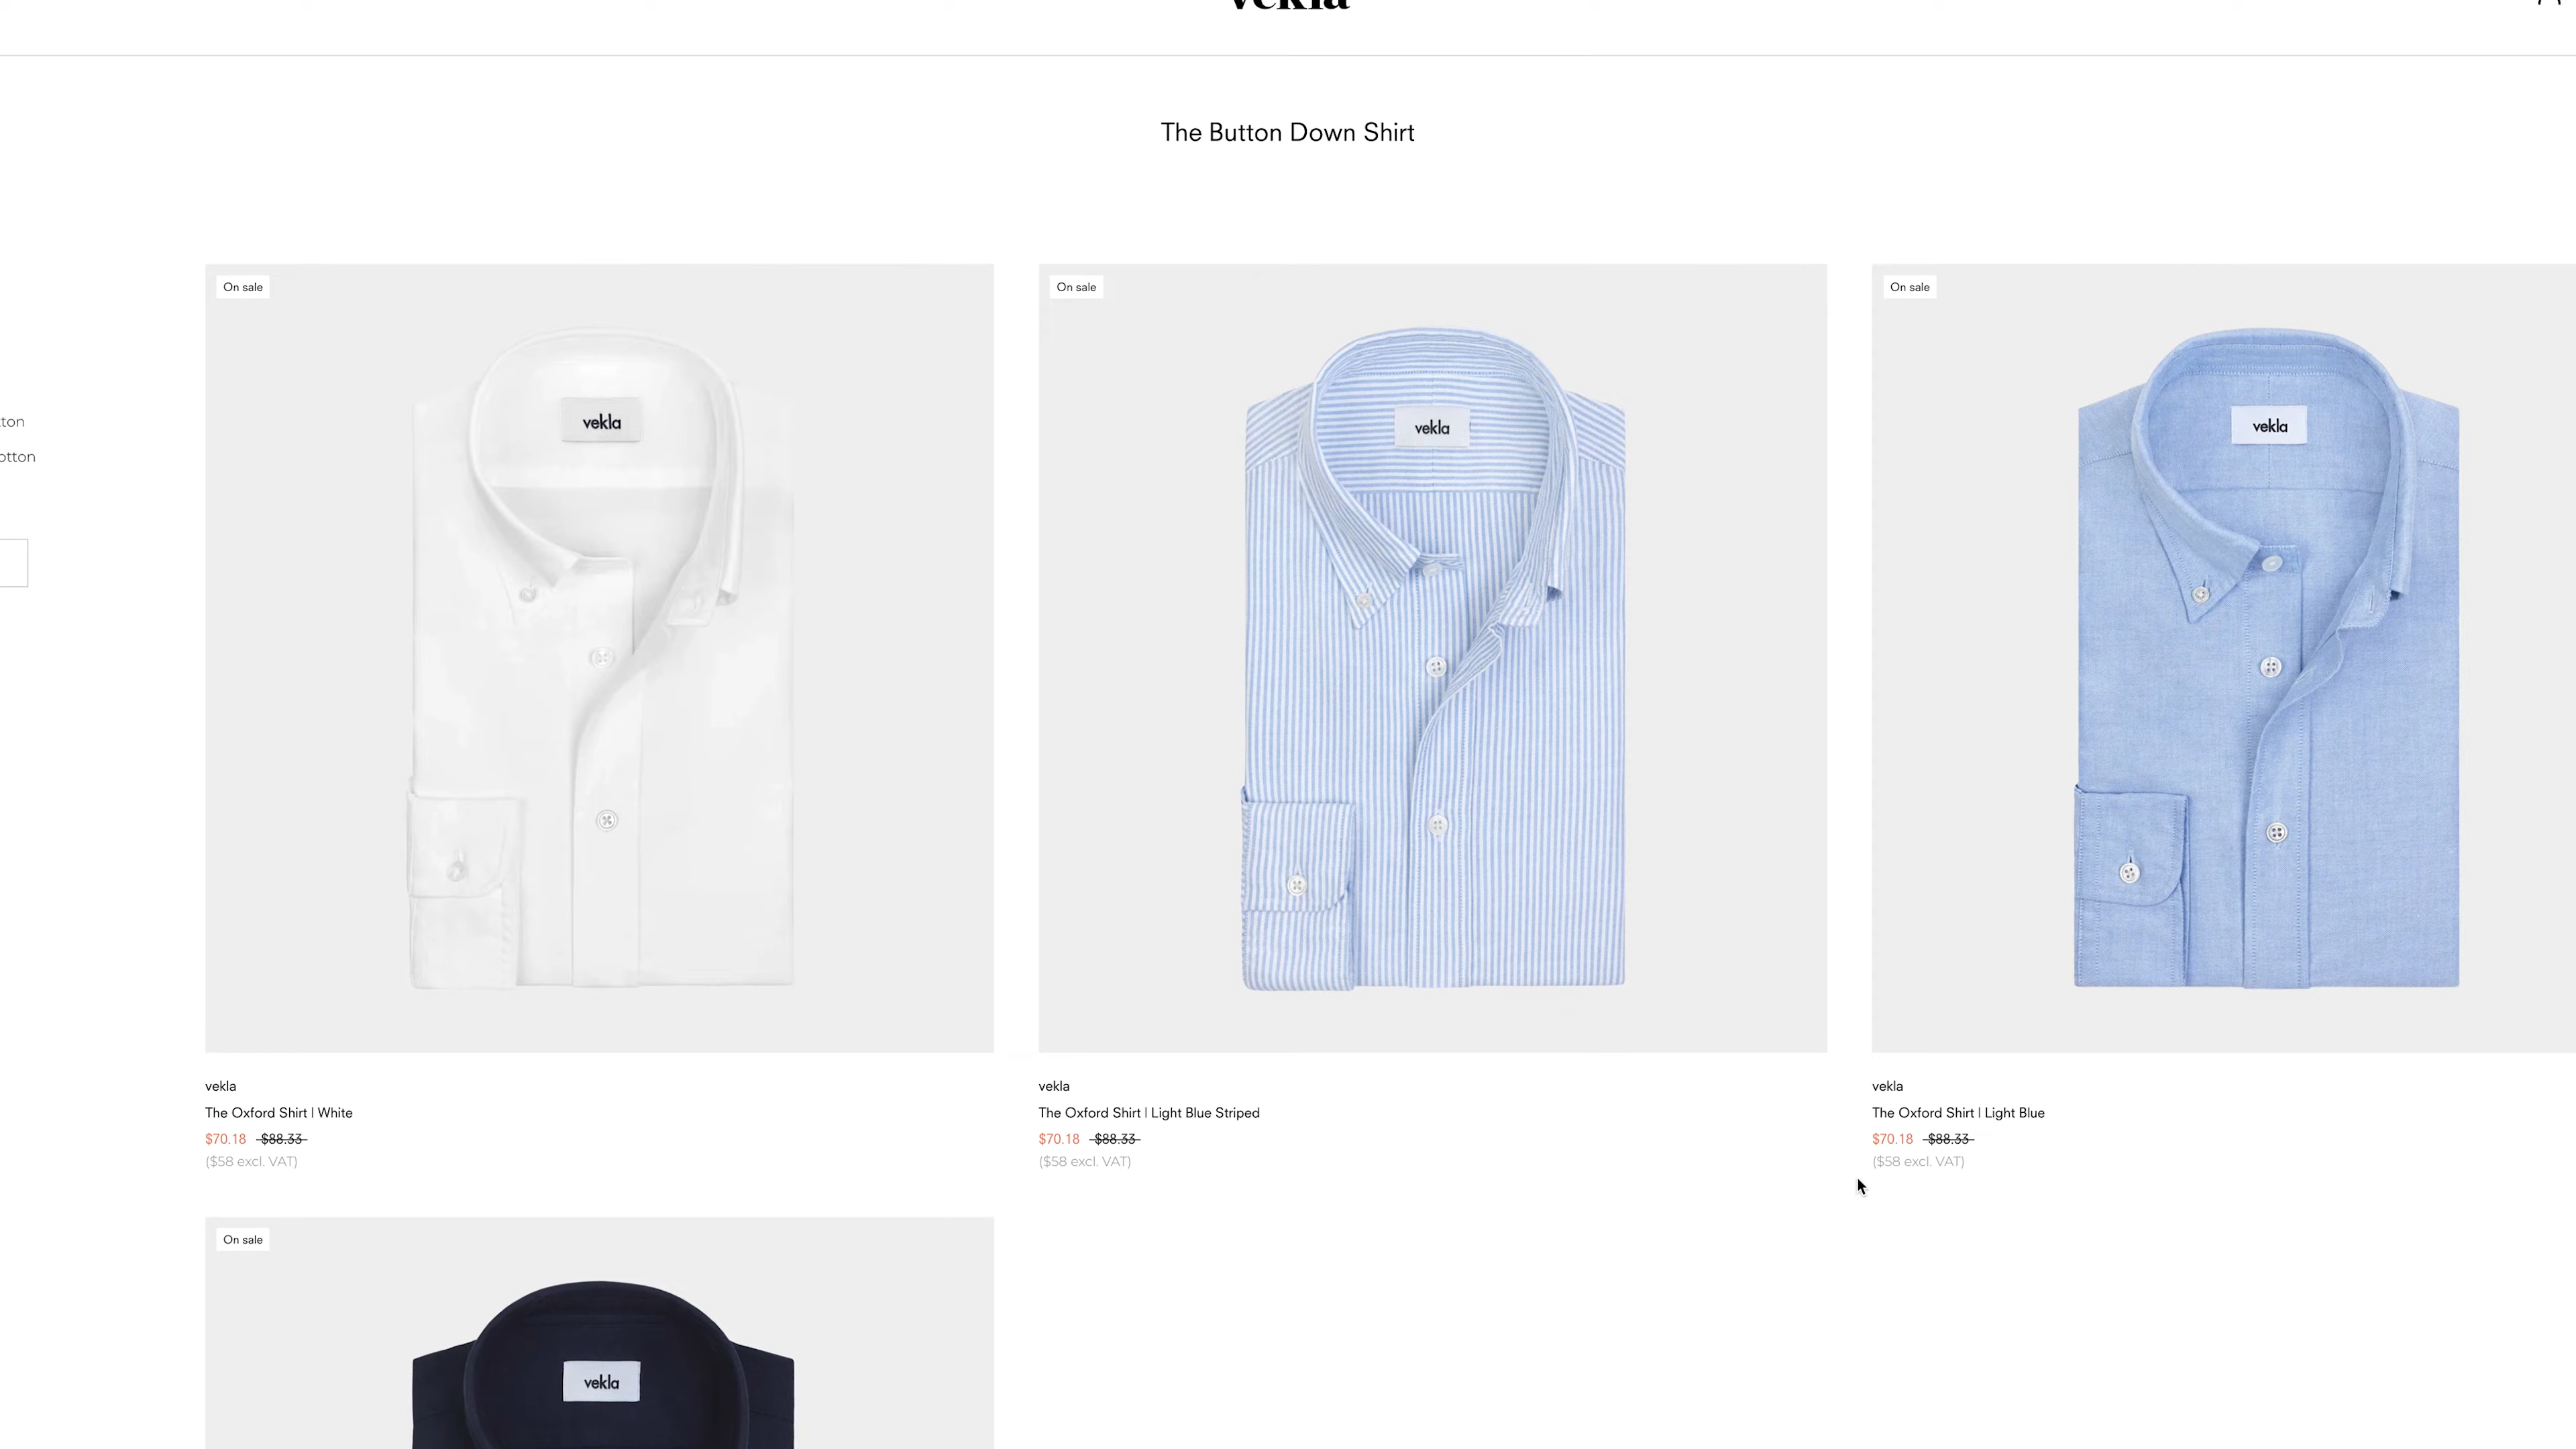 vekla
The Button Down Shirt
On sale
On sale
On sale
vekla
vekla
vekla
tton
otton
vekla
The Oxford Shirt | White
$70.18 $88.33
($58 excl. VAT)
vekla
The Oxford Shirt | Light Blue Striped
$70.18 $88.33
($58 excl. VAT)
vekla
The Oxford Shirt | Light Blue
$70.18 $88.33
($58 excl. VAT)
On sale
vekla